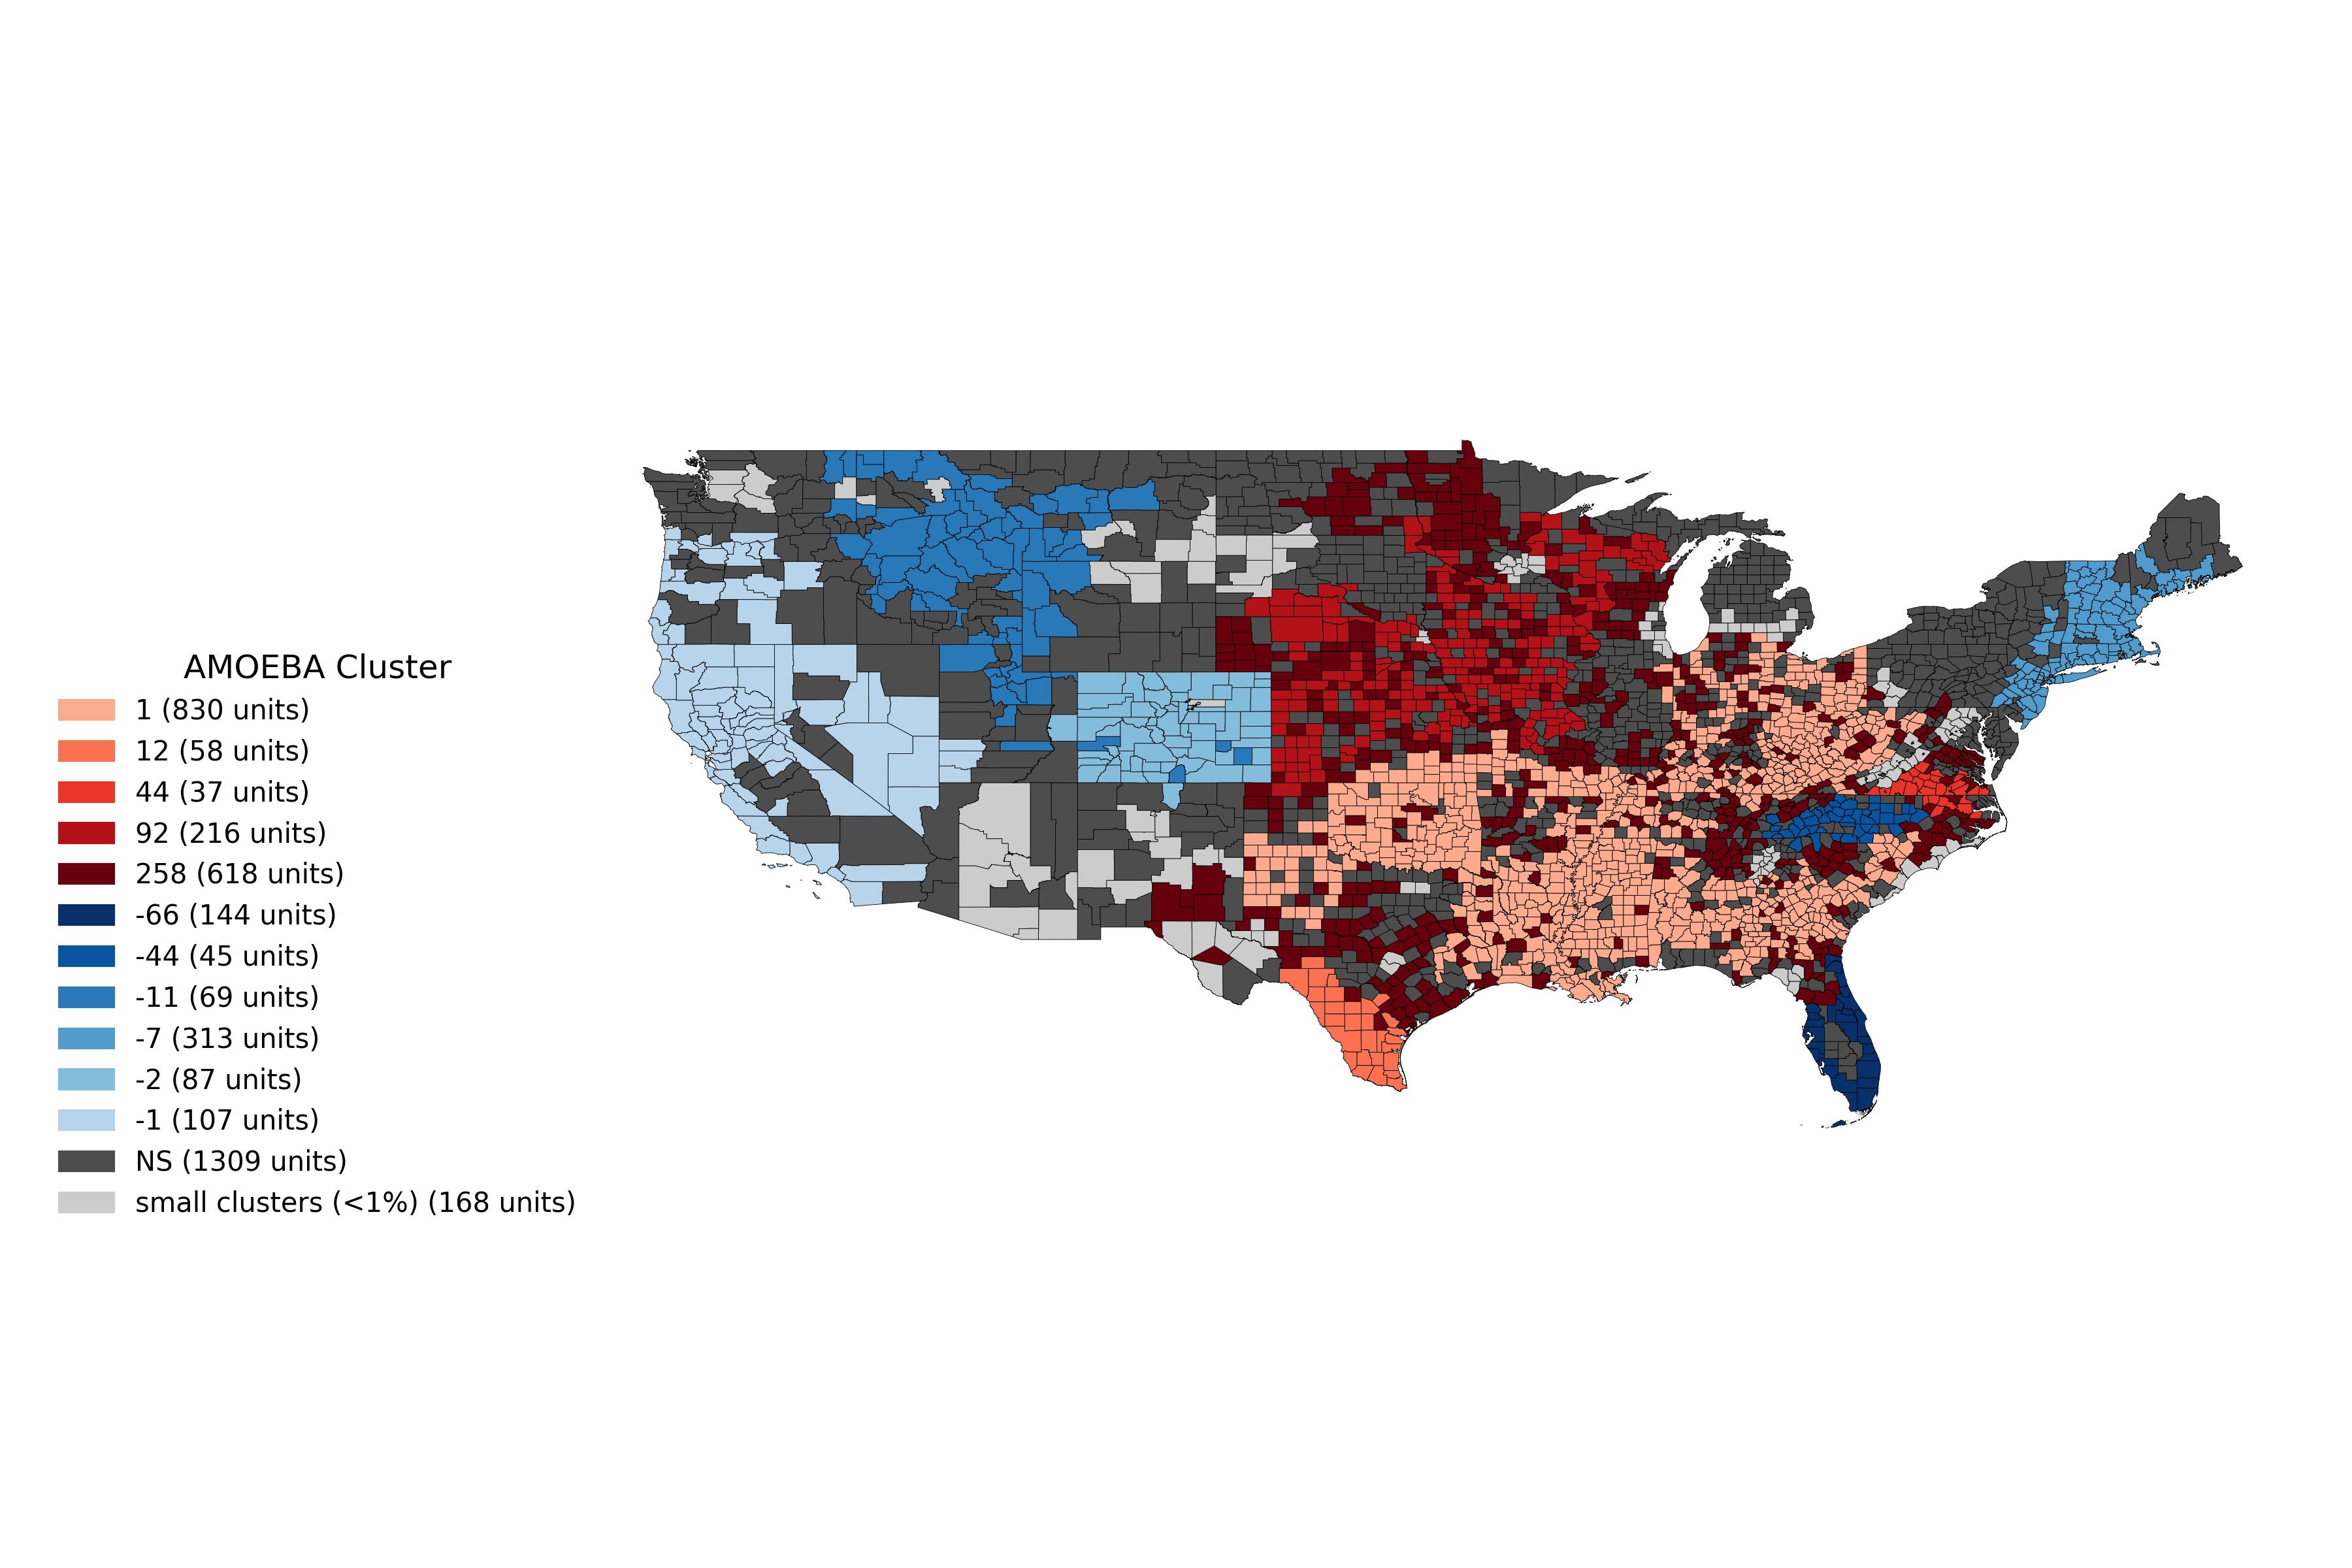 AMOEBA Cluster
1 (830 units)
12 (58 units)
44 (37 units)
92 (216 units)
258 (618 units)
-66 (144 units)
-44 (45 units)
-11 (69 units)
-7 (313 units)
-2 (87 units)
-1 (107 units)
NS (1309 units)
small clusters (<1%) (168 units)